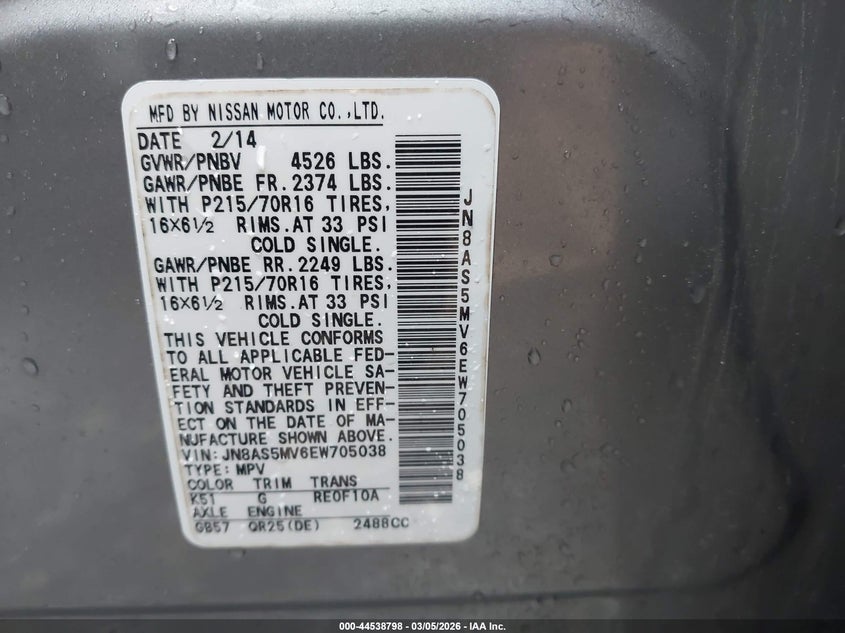 MFD BY NISSAN MOTOR CO.,LTD.
DATE 2/14
GVWR/PNBV 4526 LBS.
GAWR/PNBE FR. 2374 LBS.
WITH P215/70R16 TIRES,
16X6½ RIMS. AT 33 PSI
COLD SINGLE.
GAWR/PNBE RR. 2249 LBS.
WITH P215/70R16 TIRES,
16X6½ RIMS. AT 33 PSI
COLD SINGLE.
THIS VEHICLE CONFORMS
TO ALL APPLICABLE FED-
ERAL MOTOR VEHICLE SA-
FETY AND THEFT PREVEN-
TION STANDARDS IN EFF-
ECT ON THE DATE OF MA-
NUFACTURE SHOWN ABOVE.
VIN: JN8AS5MV6EW705038
TYPE: MPV
COLOR TRIM TRANS
K51 G RE0F10A
AXLE ENGINE
GB57 QR25(DE) 2488CC
JN8AS5MV6EW705038
000-44538798 - 03/05/2026 - IAA Inc.